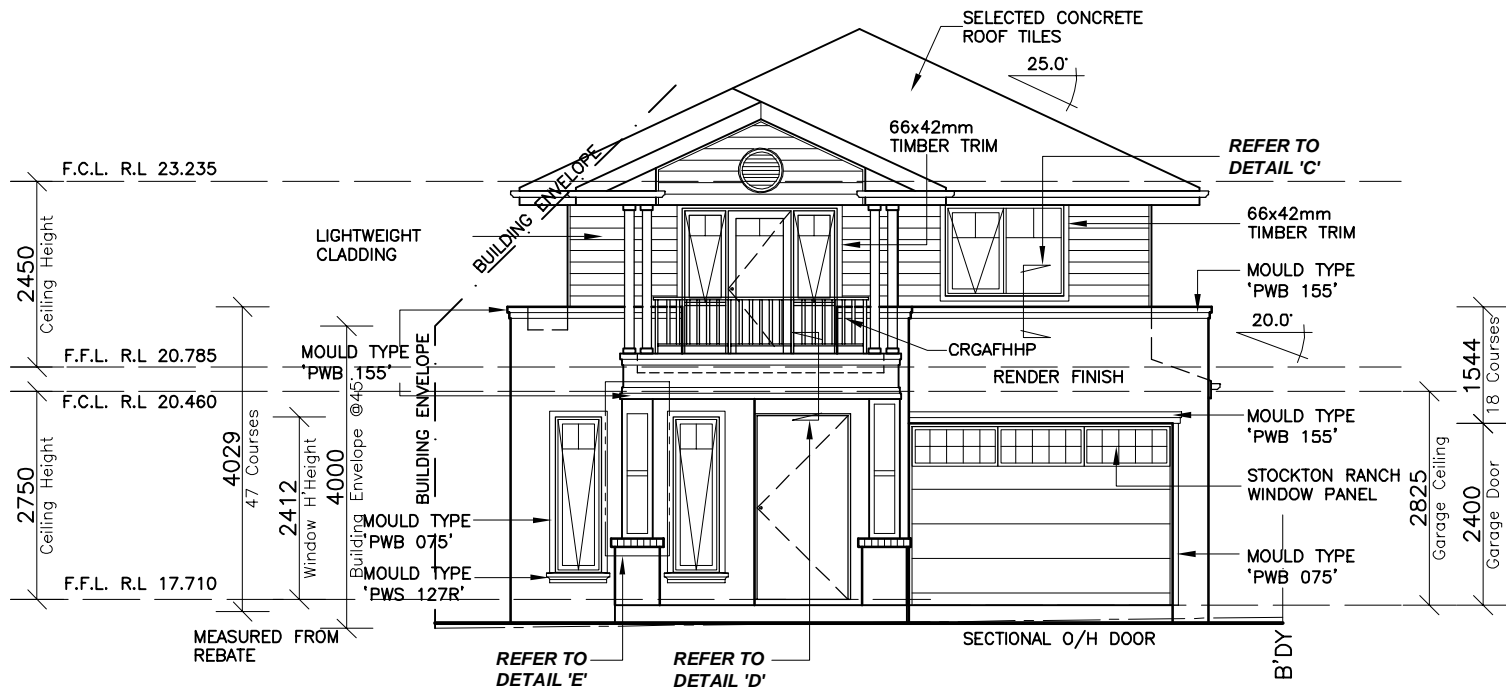 SELECTED CONCRETE
ROOF TILES
25.0°
66x42mm
TIMBER TRIM
REFER TO
DETAIL 'C'
F.C.L. R.L 23.235
BUILDING ENVELOPE
LIGHTWEIGHT
CLADDING
66x42mm
TIMBER TRIM
2450
Ceiling Height
MOULD TYPE
'PWB 155'
20.0°
F.F.L. R.L 20.785
MOULD TYPE
'PWB 155'
CRGAFHHP
RENDER FINISH
1544
18 Courses
F.C.L. R.L 20.460
4029
47 Courses
2412
Window H'Height
4000
Building Envelope @45°
BUILDING ENVELOPE
MOULD TYPE
'PWB 155'
2750
Ceiling Height
STOCKTON RANCH
WINDOW PANEL
2825
Garage Ceiling
2400
Garage Door
MOULD TYPE
'PWB 075'
MOULD TYPE
'PWB 075'
MOULD TYPE
'PWS 127R'
F.F.L. R.L 17.710
MEASURED FROM
REBATE
SECTIONAL O/H DOOR
B'DY
REFER TO
DETAIL 'E'
REFER TO
DETAIL 'D'